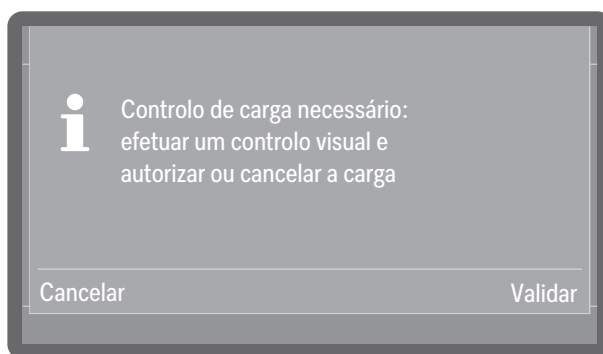 Controlo de carga necessário:
efetuar um controlo visual e
autorizar ou cancelar a carga
Cancelar
Validar